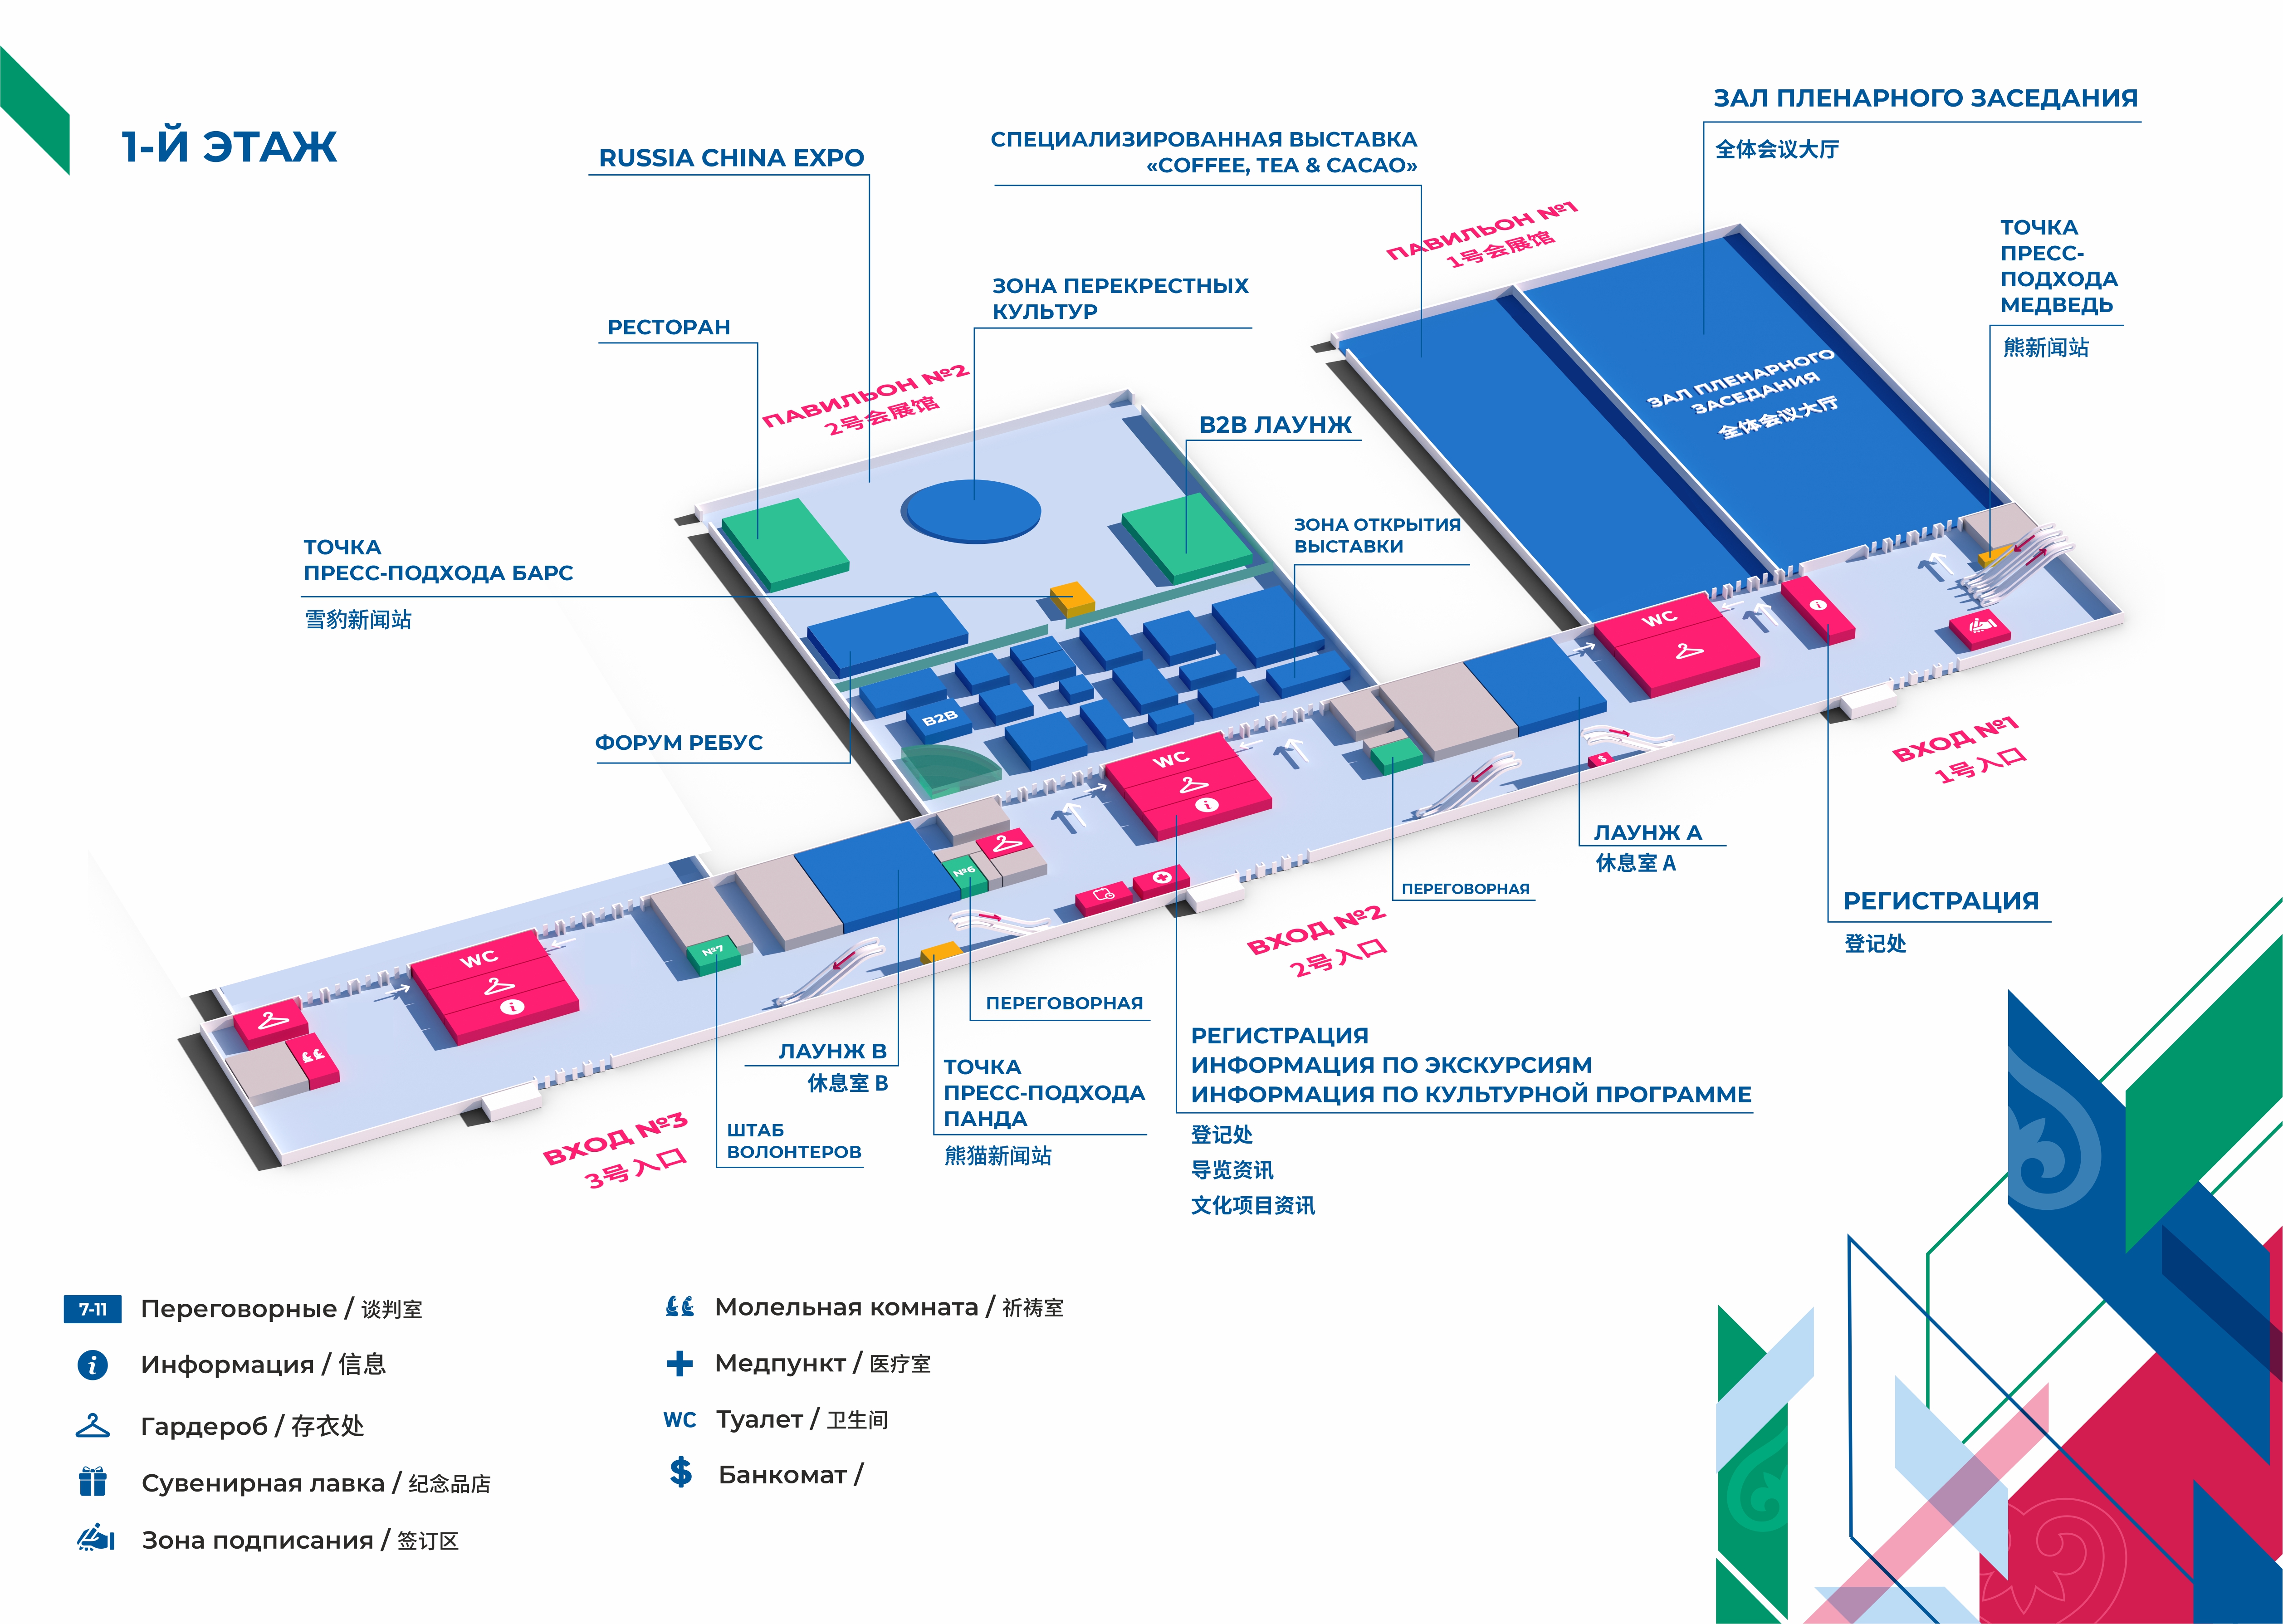 1-Й ЭТАЖ
RUSSIA CHINA EXPO
СПЕЦИАЛИЗИРОВАННАЯ ВЫСТАВКА
«COFFEE, TEA & CACAO»
ЗАЛ ПЛЕНАРНОГО ЗАСЕДАНИЯ
全体会议大厅
ПАВИЛЬОН №1
1号会展馆
ТОЧКА
ПРЕСС-
ПОДХОДА
МЕДВЕДЬ
熊新闻站
ЗОНА ПЕРЕКРЕСТНЫХ
КУЛЬТУР
РЕСТОРАН
ПАВИЛЬОН №2
2号会展馆
ЗАЛ ПЛЕНАРНОГО
ЗАСЕДАНИЯ
全体会议大厅
B2B ЛАУНЖ
ЗОНА ОТКРЫТИЯ
ВЫСТАВКИ
ТОЧКА
ПРЕСС-ПОДХОДА БАРС
雪豹新闻站
WC
B2B
ФОРУМ РЕБУС
WC
$
ВХОД №1
1号入口
ЛАУНЖ А
休息室 A
№6
ПЕРЕГОВОРНАЯ
РЕГИСТРАЦИЯ
登记处
ВХОД №2
2号入口
WC
№7
ПЕРЕГОВОРНАЯ
ЛАУНЖ B
休息室 B
ТОЧКА
ПРЕСС-ПОДХОДА
ПАНДА
熊猫新闻站
РЕГИСТРАЦИЯ
ИНФОРМАЦИЯ ПО ЭКСКУРСИЯМ
ИНФОРМАЦИЯ ПО КУЛЬТУРНОЙ ПРОГРАММЕ
登记处
导览资讯
文化项目资讯
ВХОД №3
3号入口
ШТАБ
ВОЛОНТЕРОВ
7-11 Переговорные / 谈判室
i Информация / 信息
Гардероб / 存衣处
Сувенирная лавка / 纪念品店
Зона подписания / 签订区
Молельная комната / 祈祷室
Медпункт / 医疗室
WC Туалет / 卫生间
$ Банкомат /